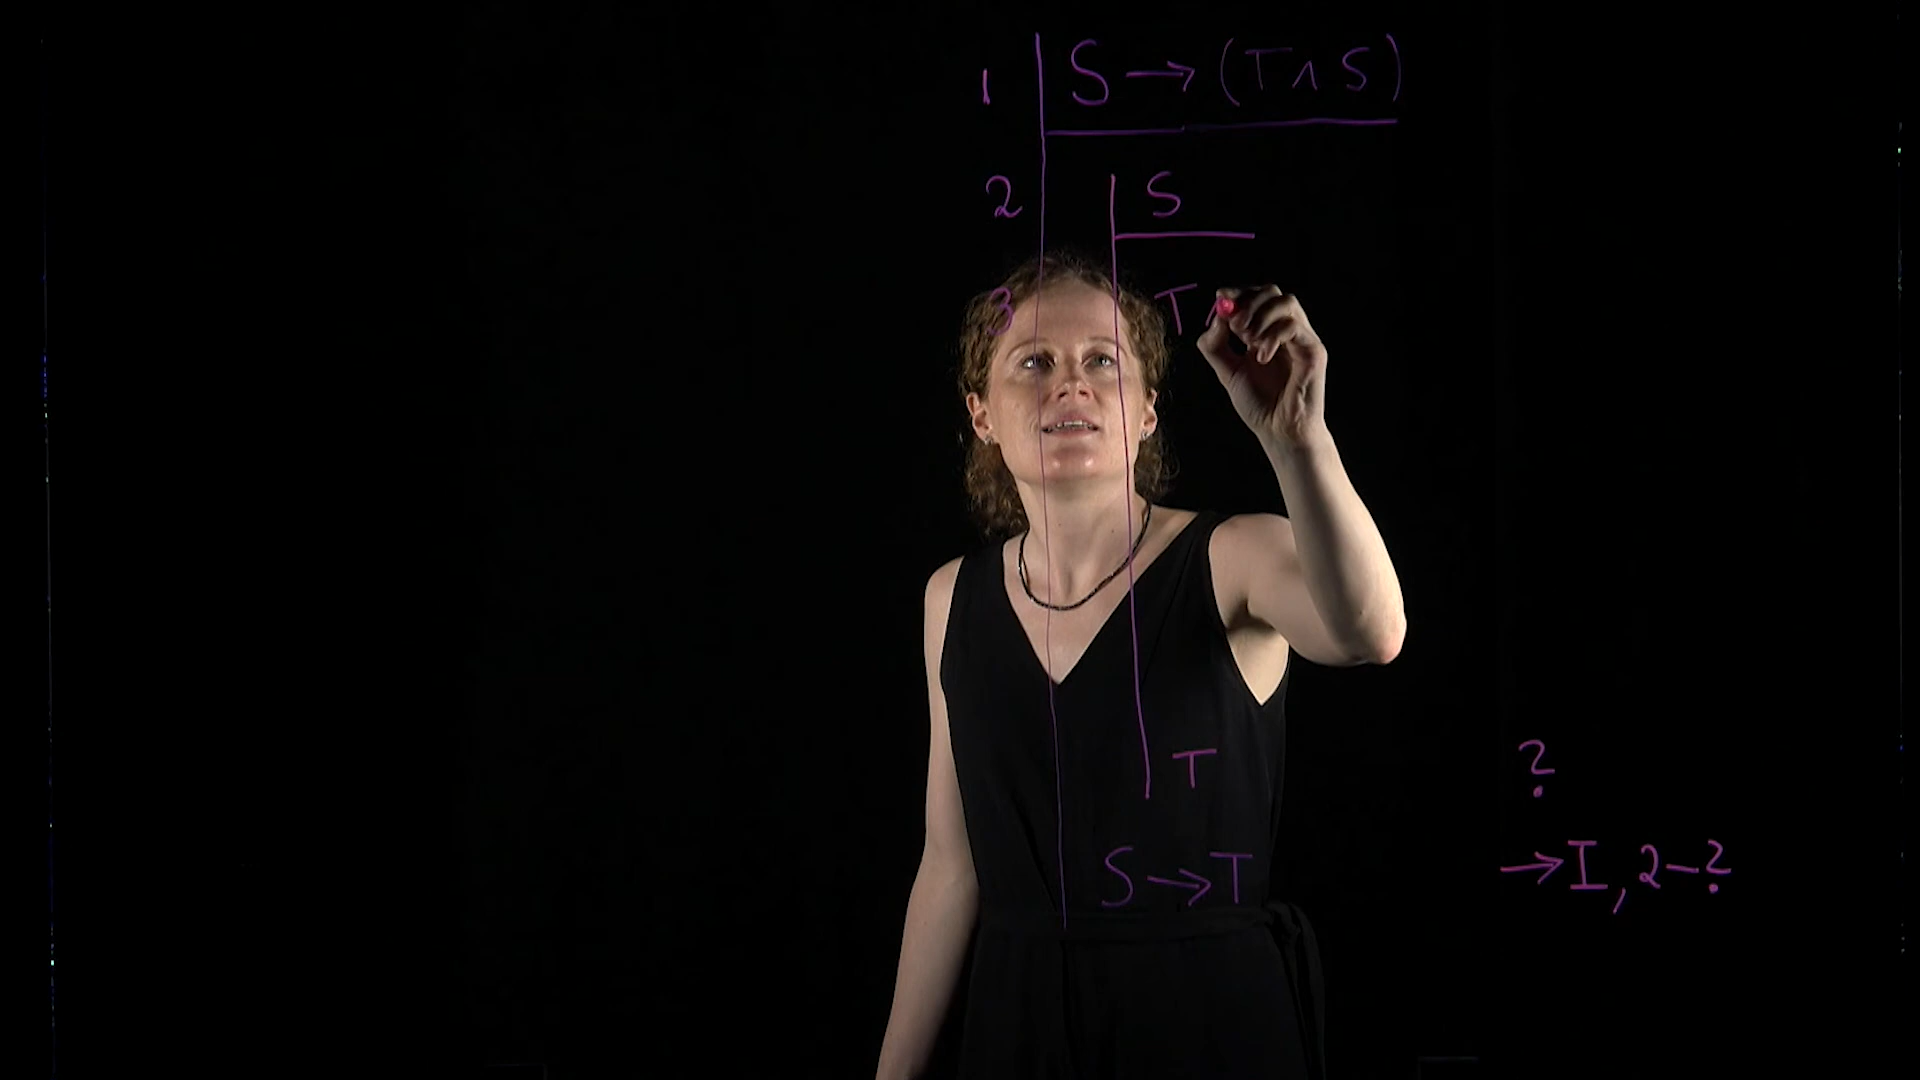 1 S → (T ∧ S)
2 S
3 T ∧
T ?
S → T → I, 2–?